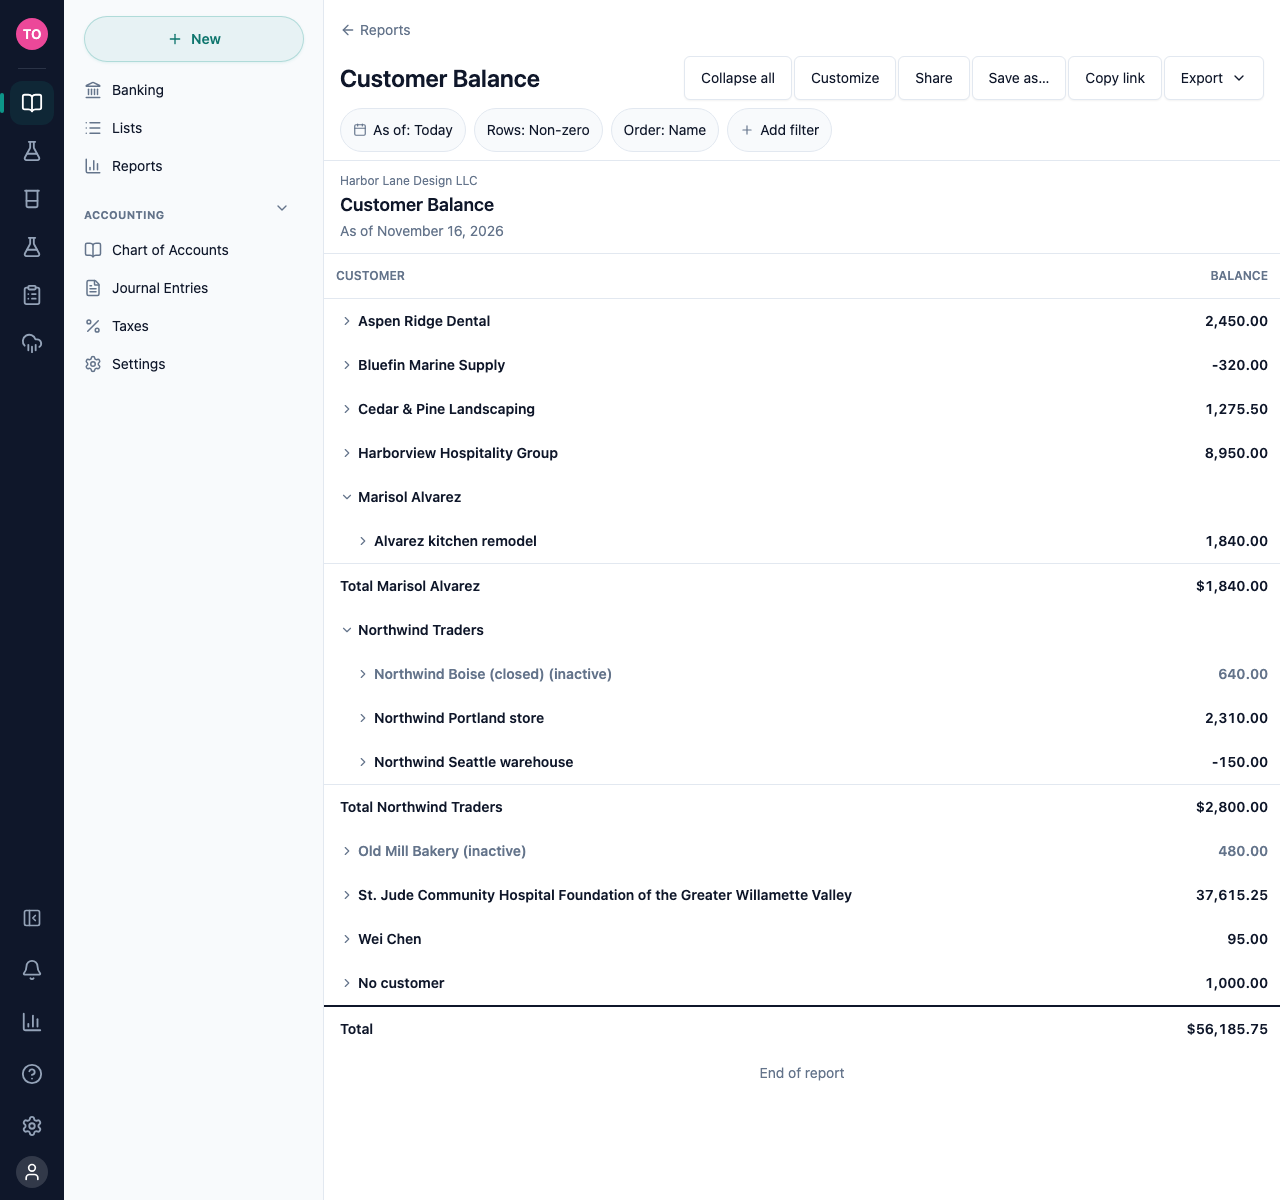 TO
New
Banking
Lists
Reports
ACCOUNTING
Chart of Accounts
Journal Entries
Taxes
Settings
Reports
Customer Balance
Collapse all
Customize
Share
Save as...
Copy link
Export
As of: Today
Rows: Non-zero
Order: Name
Add filter
Harbor Lane Design LLC
Customer Balance
As of November 16, 2026
CUSTOMER BALANCE
Aspen Ridge Dental 2,450.00
Bluefin Marine Supply -320.00
Cedar & Pine Landscaping 1,275.50
Harborview Hospitality Group 8,950.00
Marisol Alvarez
Alvarez kitchen remodel 1,840.00
Total Marisol Alvarez $1,840.00
Northwind Traders
Northwind Boise (closed) (inactive) 640.00
Northwind Portland store 2,310.00
Northwind Seattle warehouse -150.00
Total Northwind Traders $2,800.00
Old Mill Bakery (inactive) 480.00
St. Jude Community Hospital Foundation of the Greater Willamette Valley 37,615.25
Wei Chen 95.00
No customer 1,000.00
Total $56,185.75
End of report